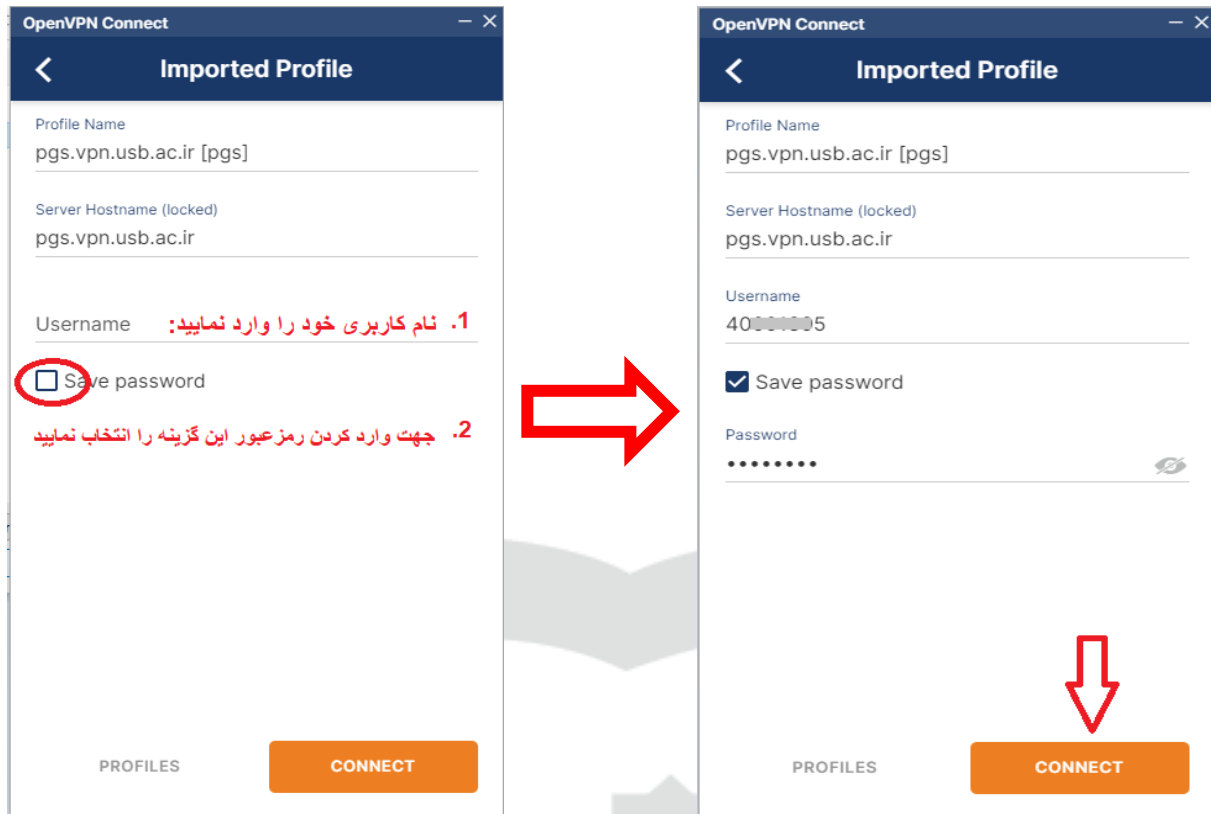 OpenVPN Connect
Imported Profile
Profile Name
pgs.vpn.usb.ac.ir [pgs]
Server Hostname (locked)
pgs.vpn.usb.ac.ir
Username
1. نام کاربری خود را وارد نمایید:
Save password
2. جهت وارد کردن رمزعبور این گزینه را انتخاب نمایید
PROFILES
CONNECT
OpenVPN Connect
Imported Profile
Profile Name
pgs.vpn.usb.ac.ir [pgs]
Server Hostname (locked)
pgs.vpn.usb.ac.ir
Username
Save password
Password
••••••••
PROFILES
CONNECT